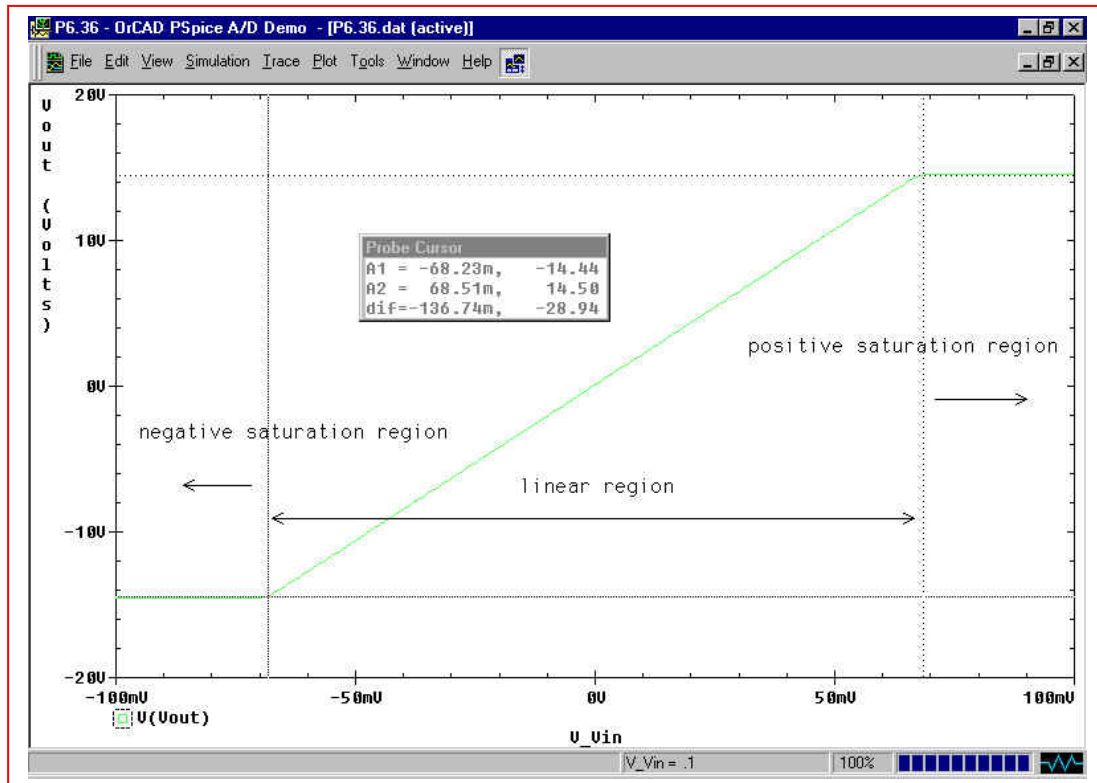 P6.36 - OrCAD PSpice A/D Demo - [P6.36.dat (active)]
File Edit View Simulation Trace Plot Tools Window Help
Vout (Volts)
20V
10V
0V
-10V
-20V
Probe Cursor
A1 = -68.23m, -14.44
A2 = 68.51m, 14.50
dif=-136.74m, -28.94
positive saturation region
negative saturation region
linear region
-100mV -50mV 0V 50mV 100mV
V(Vout)
V_Vin
V_Vin = .1 100%